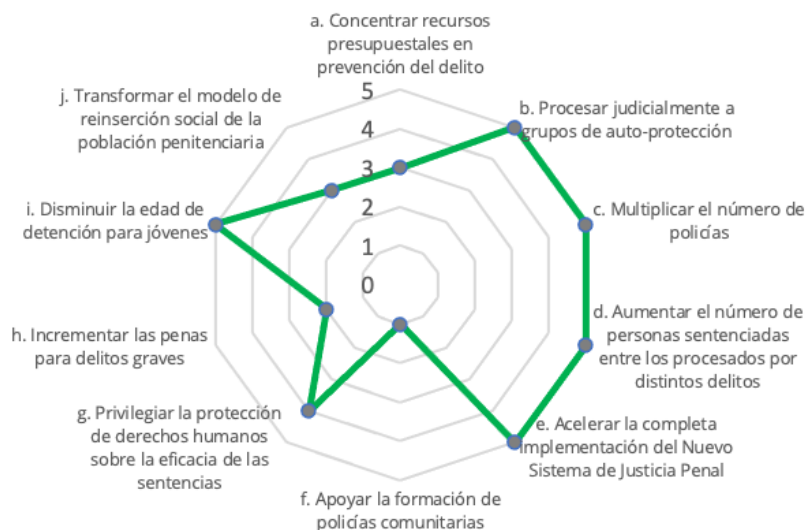 a. Concentrar recursos
presupuestales en
prevención del delito
b. Procesar judicialmente a
grupos de auto-protección
c. Multiplicar el número de
policías
d. Aumentar el número de
personas sentenciadas
entre los procesados por
distintos delitos
e. Acelerar la completa
implementación del Nuevo
Sistema de Justicia Penal
f. Apoyar la formación de
policías comunitarias
g. Privilegiar la protección
de derechos humanos
sobre la eficacia de las
sentencias
h. Incrementar las penas
para delitos graves
i. Disminuir la edad de
detención para jóvenes
j. Transformar el modelo de
reinserción social de la
población penitenciaria
5
4
3
2
1
0